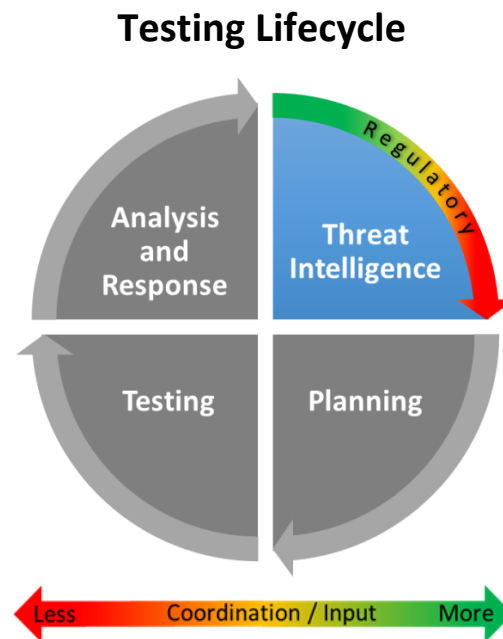 Testing Lifecycle
Regulatory
Analysis
and
Response
Threat
Intelligence
Testing
Planning
Less Coordination / Input More